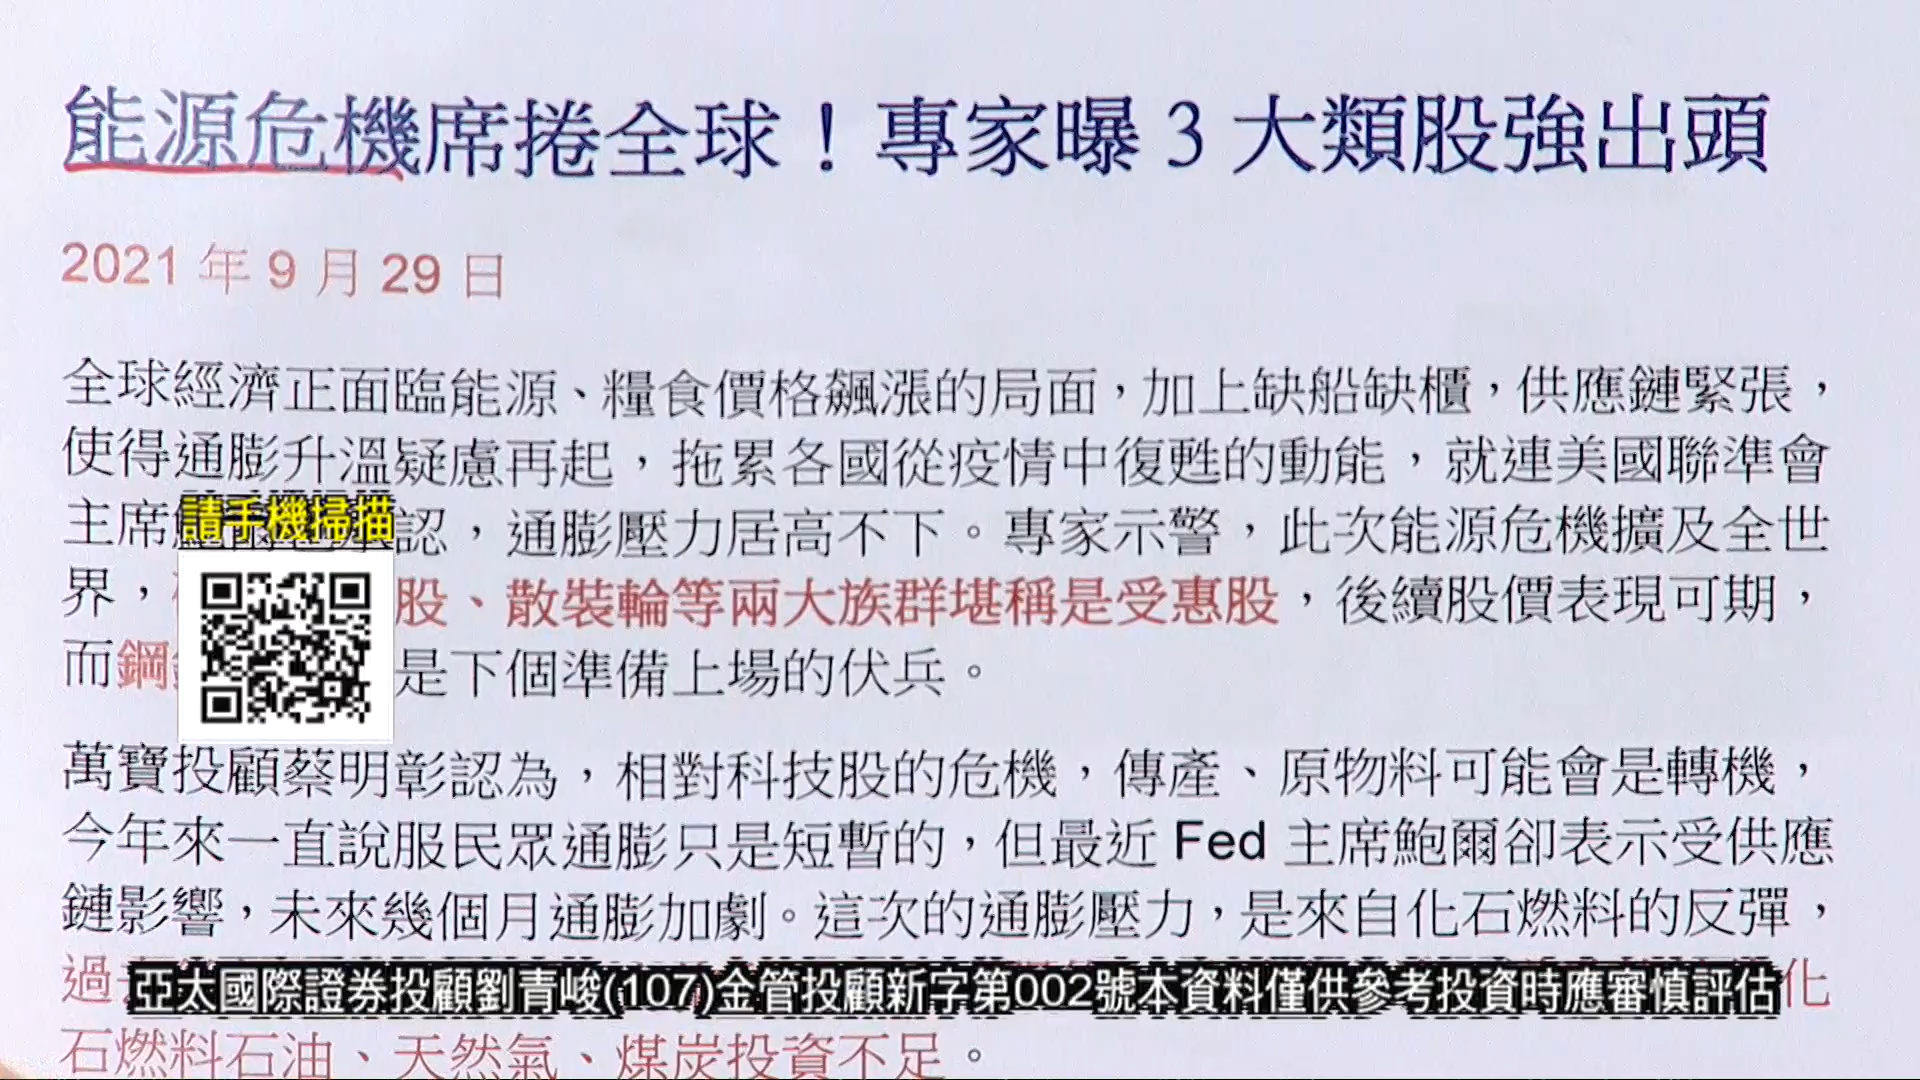 能源危機席捲全球！專家曝 3 大類股強出頭
2021 年 9 月 29 日
全球經濟正面臨能源、糧食價格飆漲的局面，加上缺船缺櫃，供應鏈緊張，
使得通膨升溫疑慮再起，拖累各國從疫情中復甦的動能，就連美國聯準會
主席
認，通膨壓力居高不下。專家示警，此次能源危機擴及全世
請手機掃描
界，
股、散裝輪等兩大族群堪稱是受惠股，後續股價表現可期，
而鋼
是下個準備上場的伏兵。
萬寶投顧蔡明彰認為，相對科技股的危機，傳產、原物料可能會是轉機，
今年來一直說服民眾通膨只是短暫的，但最近 Fed 主席鮑爾卻表示受供應
鏈影響，未來幾個月通膨加劇。這次的通膨壓力，是來自化石燃料的反彈，
過
化
亞太國際證券投顧劉青峻(107)金管投顧新字第002號本資料僅供參考投資時應審慎評估
石燃料石油、天然氣、煤炭投資不足。